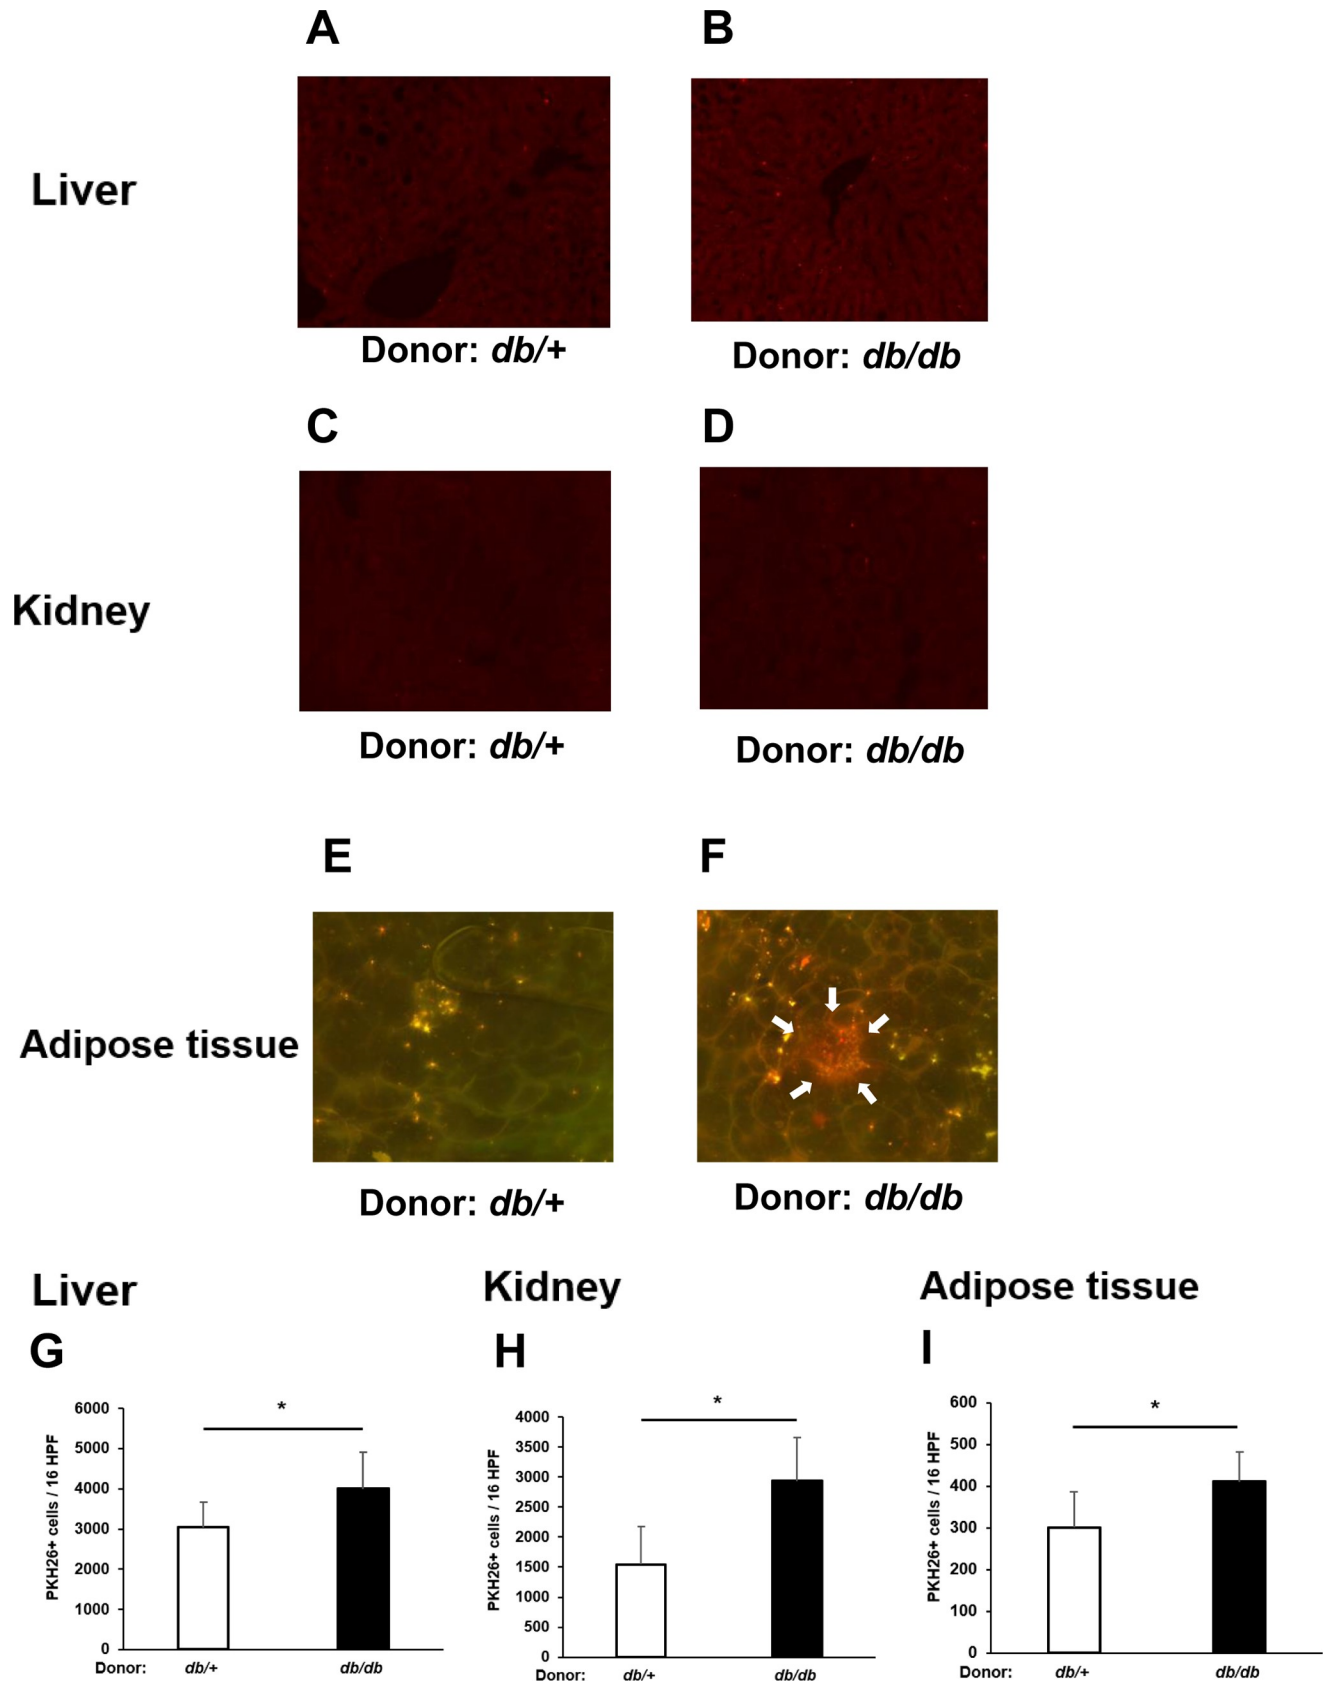 A
B
Liver
Donor: db/+
Donor: db/db
C
D
Kidney
Donor: db/+
Donor: db/db
E
F
Adipose tissue
Donor: db/+
Donor: db/db
Liver
Kidney
Adipose tissue
G
H
I
PKH26+ cells / 16 HPF
6000
5000
4000
3000
2000
1000
0
*
Donor:
db/+
db/db
PKH26+ cells / 16 HPF
4000
3500
3000
2500
2000
1500
1000
500
0
*
Donor:
db/+
db/db
PKH26+ cells / 16 HPF
600
500
400
300
200
100
0
*
Donor:
db/+
db/db